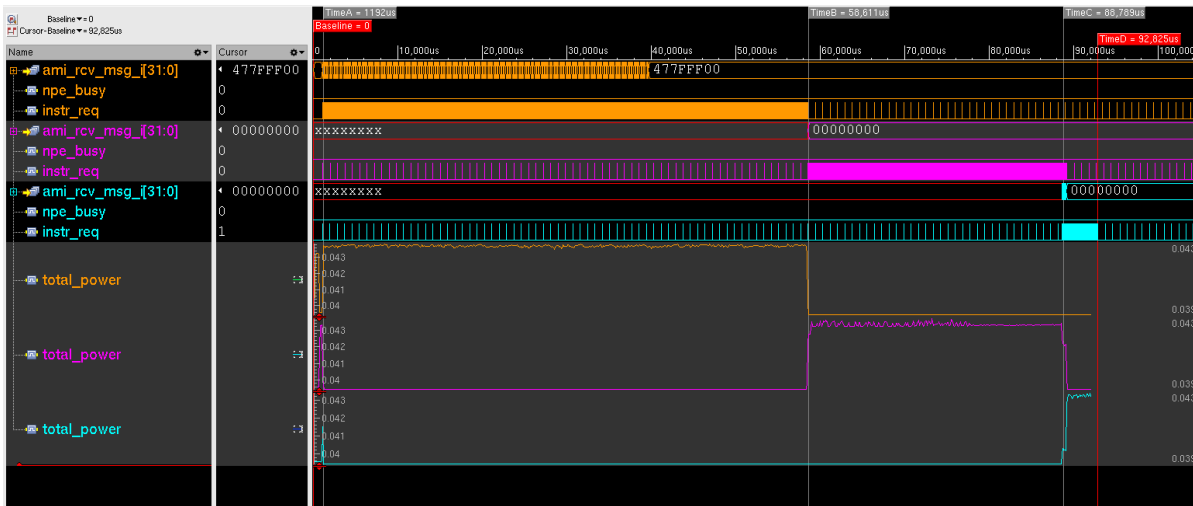 TimeA = 1192us TimeB = 58,611us TimeC = 88,789us
Baseline▼= 0 Baseline = 0
Cursor-Baseline▼= 92,825us TimeD = 92,825us
Name Cursor 0 10,000us 20,000us 30,000us 40,000us 50,000us 60,000us 70,000us 80,000us 90,000us 100,00
ami_rcv_msg_i[31:0] 477FFF00 477FFF00
npe_busy 0
instr_req 0
ami_rcv_msg_i[31:0] 00000000 xxxxxxxx 00000000
npe_busy 0
instr_req 0
ami_rcv_msg_i[31:0] 00000000 xxxxxxxx 00000000
npe_busy 0
instr_req 1
0.043 0.043
0.042
total_power
0.041
0.04 0.039
0.043 0.043
0.042
total_power
0.041
0.04 0.039
0.043 0.043
0.042
total_power
0.041
0.04 0.039